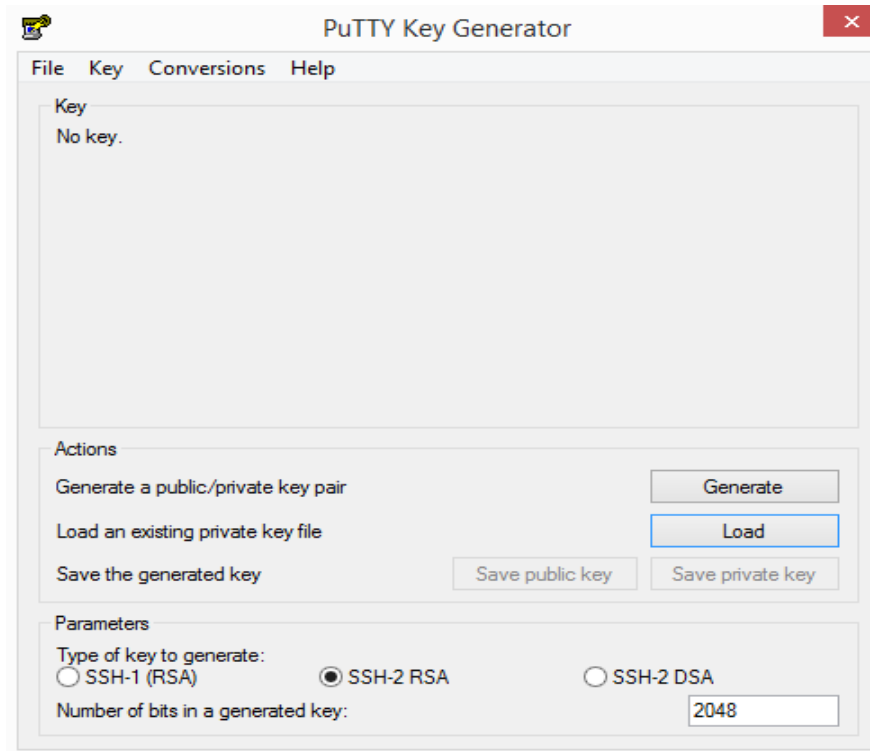 PuTTY Key Generator
File Key Conversions Help
Key
No key.
Actions
Generate a public/private key pair Generate
Load an existing private key file Load
Save the generated key Save public key Save private key
Parameters
Type of key to generate:
SSH-1 (RSA) SSH-2 RSA SSH-2 DSA
Number of bits in a generated key: 2048